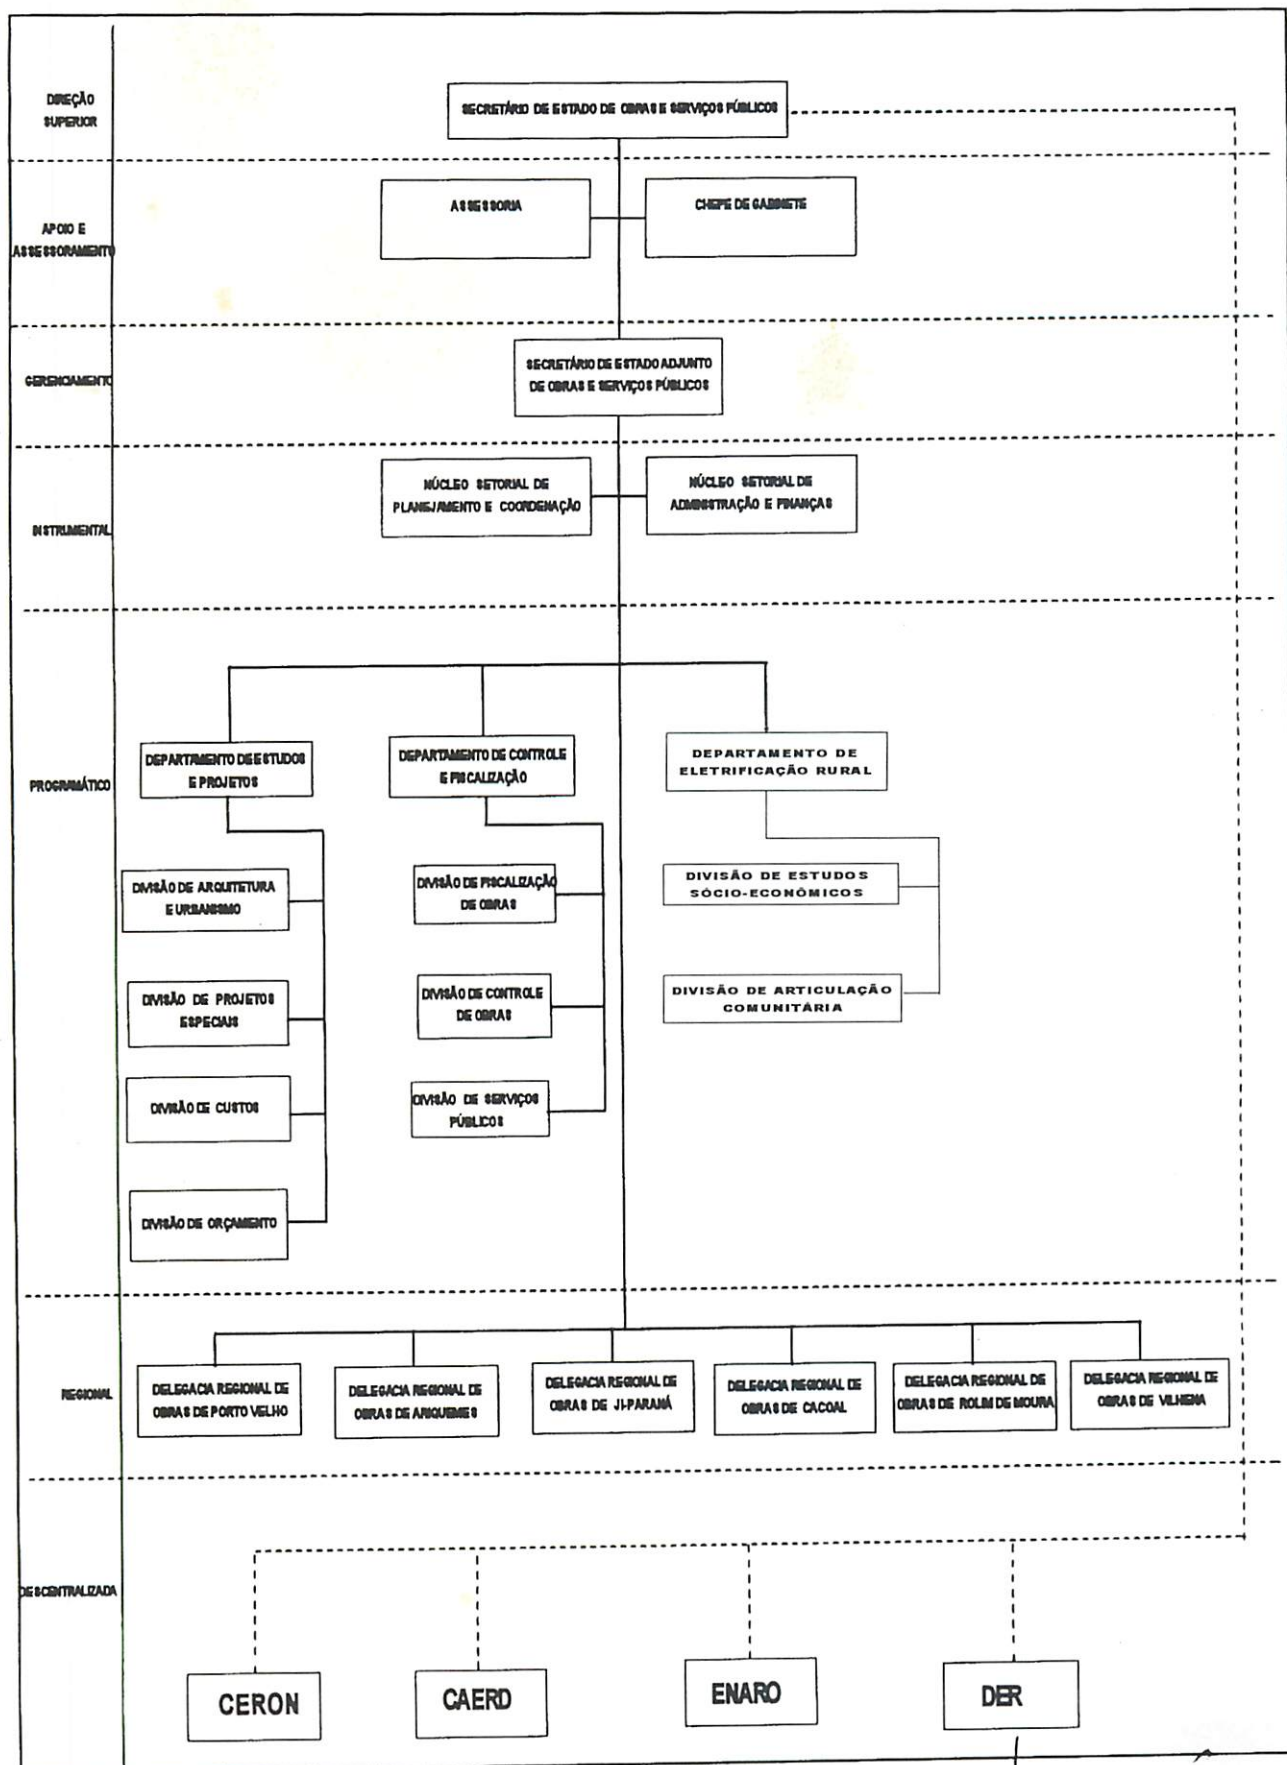 DIREÇÃO
SUPERIOR
SECRETÁRIO DE ESTADO DE OBRAS E SERVIÇOS PÚBLICOS
APOIO E
ASSESSORAMENTO
ASSESSORIA
CHEFE DE GABINETE
GERENCIAMENTO
SECRETÁRIO DE ESTADO ADJUNTO
DE OBRAS E SERVIÇOS PÚBLICOS
INSTRUMENTAL
NÚCLEO SETORIAL DE
PLANEJAMENTO E COORDENAÇÃO
NÚCLEO SETORIAL DE
ADMINISTRAÇÃO E FINANÇAS
PROGRAMÁTICO
DEPARTAMENTO DE ESTUDOS
E PROJETOS
DEPARTAMENTO DE CONTROLE
E FISCALIZAÇÃO
DEPARTAMENTO DE
ELETRIFICAÇÃO RURAL
DIVISÃO DE ARQUITETURA
E URBANISMO
DIVISÃO DE FISCALIZAÇÃO
DE OBRAS
DIVISÃO DE ESTUDOS
SÓCIO-ECONÔMICOS
DIVISÃO DE PROJETOS
ESPECIAIS
DIVISÃO DE CONTROLE
DE OBRAS
DIVISÃO DE ARTICULAÇÃO
COMUNITÁRIA
DIVISÃO DE CUSTOS
DIVISÃO DE SERVIÇOS
PÚBLICOS
DIVISÃO DE ORÇAMENTO
REGIONAL
DELEGACIA REGIONAL DE
OBRAS DE PORTO VELHO
DELEGACIA REGIONAL DE
OBRAS DE ARIQUEMES
DELEGACIA REGIONAL DE
OBRAS DE JI-PARANÁ
DELEGACIA REGIONAL DE
OBRAS DE CACOAL
DELEGACIA REGIONAL DE
OBRAS DE ROLIM DE MOURA
DELEGACIA REGIONAL DE
OBRAS DE VILHENA
DESCENTRALIZADA
CERON
CAERD
ENARO
DER